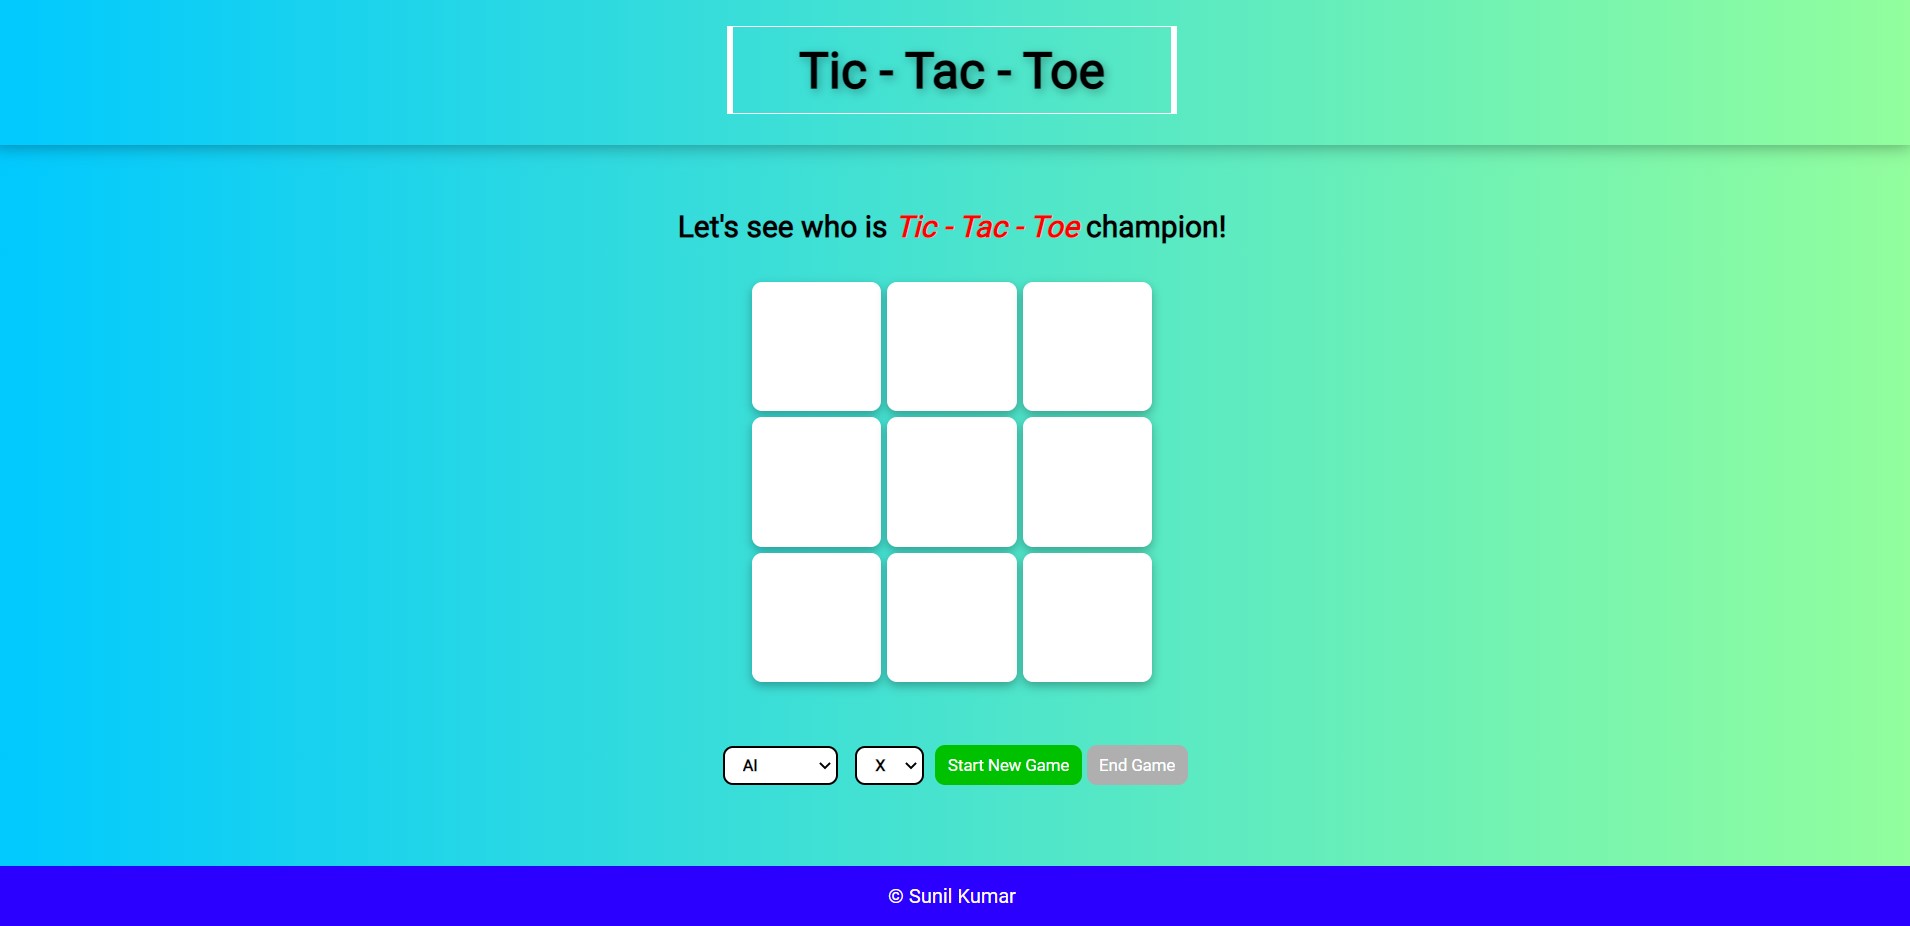 Tic - Tac - Toe
Let's see who is Tic - Tac - Toe champion!
AI X Start New Game End Game
© Sunil Kumar